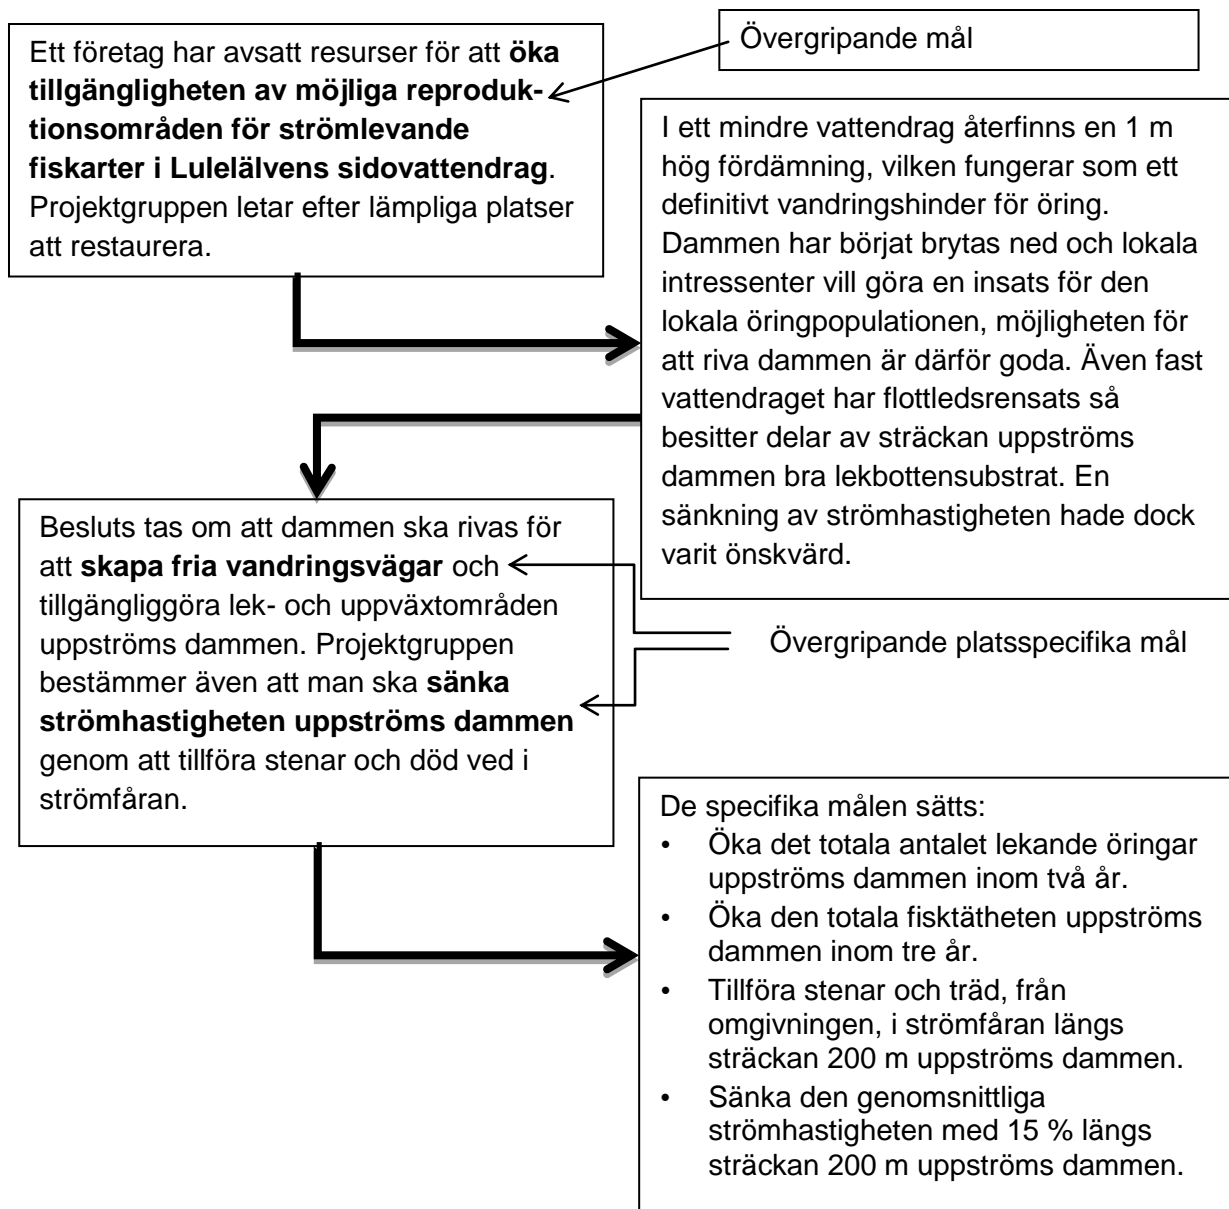 Ett företag har avsatt resurser för att öka
tillgängligheten av möjliga reproduk-
tionsområden för strömlevande
fiskarter i Lulelälvens sidovattendrag.
Projektgruppen letar efter lämpliga platser
att restaurera.
Övergripande mål
I ett mindre vattendrag återfinns en 1 m
hög fördämning, vilken fungerar som ett
definitivt vandringshinder för öring.
Dammen har börjat brytas ned och lokala
intressenter vill göra en insats för den
lokala öringpopulationen, möjligheten för
att riva dammen är därför goda. Även fast
vattendraget har flottledsrensats så
besitter delar av sträckan uppströms
dammen bra lekbottensubstrat. En
sänkning av strömhastigheten hade dock
varit önskvärd.
Besluts tas om att dammen ska rivas för
att skapa fria vandringsvägar och
tillgängliggöra lek- och uppväxtområden
uppströms dammen. Projektgruppen
bestämmer även att man ska sänka
strömhastigheten uppströms dammen
genom att tillföra stenar och död ved i
strömfåran.
Övergripande platsspecifika mål
De specifika målen sätts:
• Öka det totala antalet lekande öringar
uppströms dammen inom två år.
• Öka den totala fisktätheten uppströms
dammen inom tre år.
• Tillföra stenar och träd, från
omgivningen, i strömfåran längs
sträckan 200 m uppströms dammen.
• Sänka den genomsnittliga
strömhastigheten med 15 % längs
sträckan 200 m uppströms dammen.